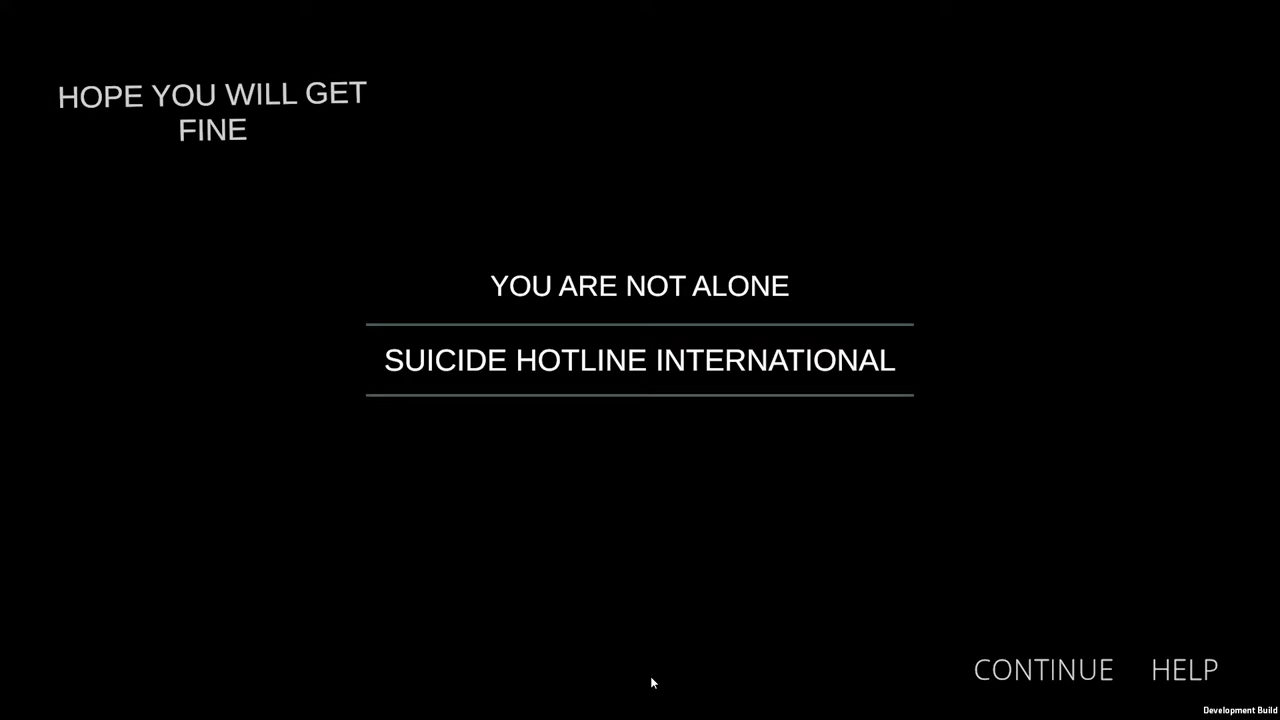 HOPE YOU WILL GET
FINE
YOU ARE NOT ALONE
SUICIDE HOTLINE INTERNATIONAL
CONTINUE HELP
Development Build